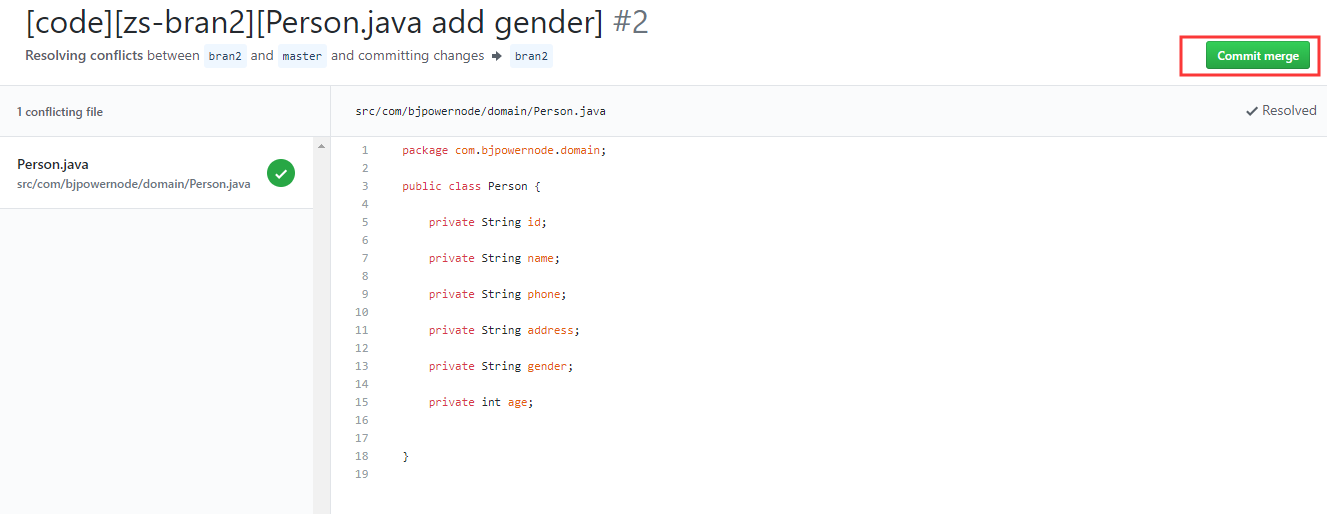 [code][zs-bran2][Person.java add gender] #2
Resolving conflicts between bran2 and master and committing changes → bran2
Commit merge
1 conflicting file
src/com/bjpowernode/domain/Person.java
Resolved
Person.java
src/com/bjpowernode/domain/Person.java
1 package com.bjpowernode.domain;
2
3 public class Person {
4
5 private String id;
6
7 private String name;
8
9 private String phone;
10
11 private String address;
12
13 private String gender;
14
15 private int age;
16
17
18 }
19